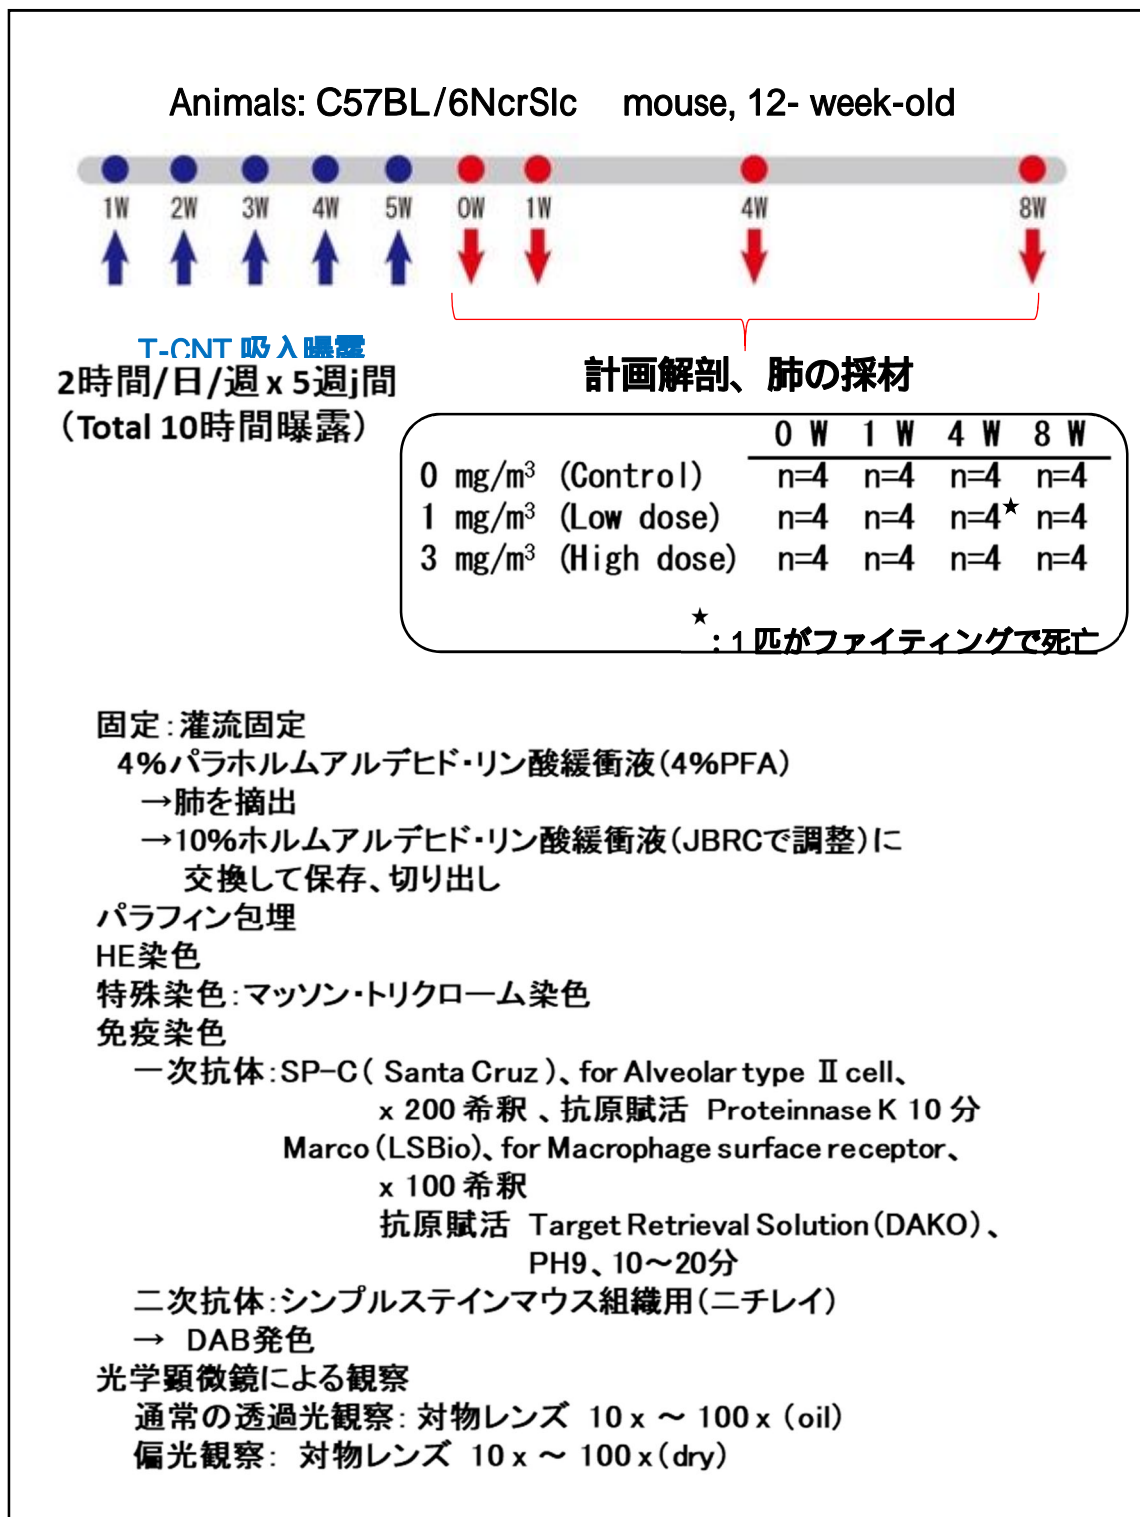 Animals: C57BL/6NcrSlc mouse, 12- week-old
1W 2W 3W 4W 5W 0W 1W 4W 8W
T-CNT 吸入曝露
2時間/日/週 x 5週j間
（Total 10時間曝露）
計画解剖、肺の採材
0 W 1 W 4 W 8 W
0 mg/m³ (Control) n=4 n=4 n=4 n=4
1 mg/m³ (Low dose) n=4 n=4 n=4★ n=4
3 mg/m³ (High dose) n=4 n=4 n=4 n=4
★：1 匹がファイティングで死亡
固定：灌流固定
4%パラホルムアルデヒド・リン酸緩衝液（4%PFA）
→肺を摘出
→10%ホルムアルデヒド・リン酸緩衝液（JBRCで調整）に
交換して保存、切り出し
パラフィン包埋
HE染色
特殊染色：マッソン・トリクローム染色
免疫染色
一次抗体：SP-C( Santa Cruz )、for Alveolar type Ⅱ cell、
x 200 希釈 、抗原賦活 Proteinnase K 10 分
Marco（LSBio）、for Macrophage surface receptor、
x 100 希釈
抗原賦活 Target Retrieval Solution（DAKO）、
PH9、10～20分
二次抗体：シンプルステインマウス組織用（ニチレイ）
→ DAB発色
光学顕微鏡による観察
通常の透過光観察： 対物レンズ 10 x ～ 100 x (oil)
偏光観察： 対物レンズ 10 x ～ 100 x (dry)